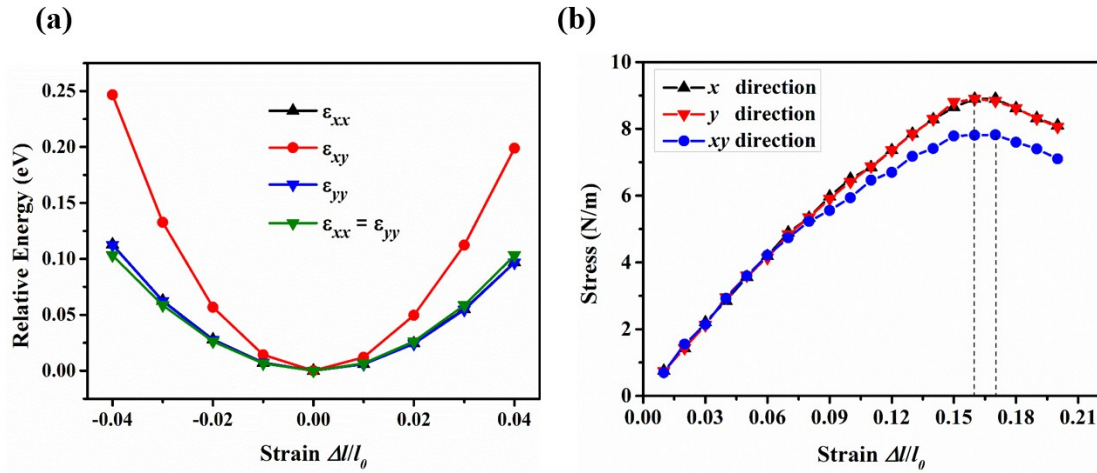 (a)
(b)
Relative Energy (eV)
0.25
0.20
0.15
0.10
0.05
0.00
-0.04
-0.02
0.00
0.02
0.04
Strain Δl/l₀
εxx
εxy
εyy
εxx = εyy
Stress (N/m)
10
8
6
4
2
0
0.00
0.03
0.06
0.09
0.12
0.15
0.18
0.21
Strain Δl/l₀
x direction
y direction
xy direction